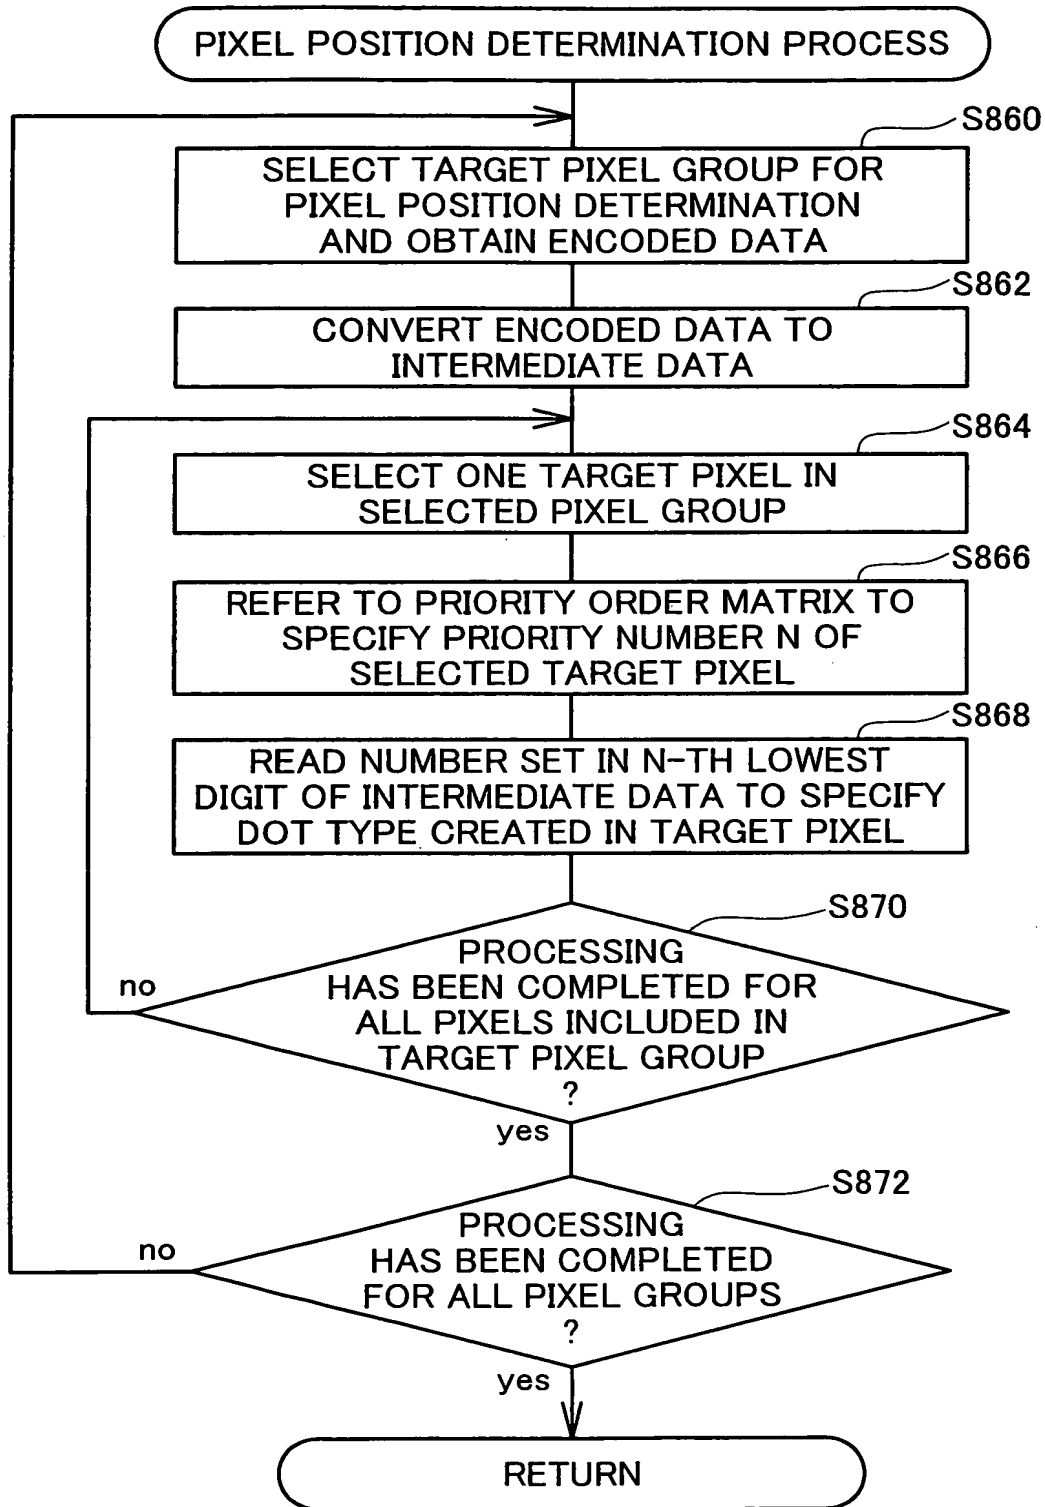 PIXEL POSITION DETERMINATION PROCESS
S860
SELECT TARGET PIXEL GROUP FOR
PIXEL POSITION DETERMINATION
AND OBTAIN ENCODED DATA
S862
CONVERT ENCODED DATA TO
INTERMEDIATE DATA
S864
SELECT ONE TARGET PIXEL IN
SELECTED PIXEL GROUP
S866
REFER TO PRIORITY ORDER MATRIX TO
SPECIFY PRIORITY NUMBER N OF
SELECTED TARGET PIXEL
S868
READ NUMBER SET IN N-TH LOWEST
DIGIT OF INTERMEDIATE DATA TO SPECIFY
DOT TYPE CREATED IN TARGET PIXEL
S870
PROCESSING
HAS BEEN COMPLETED FOR
ALL PIXELS INCLUDED IN
TARGET PIXEL GROUP
?
no
yes
S872
PROCESSING
HAS BEEN COMPLETED
FOR ALL PIXEL GROUPS
?
no
yes
RETURN